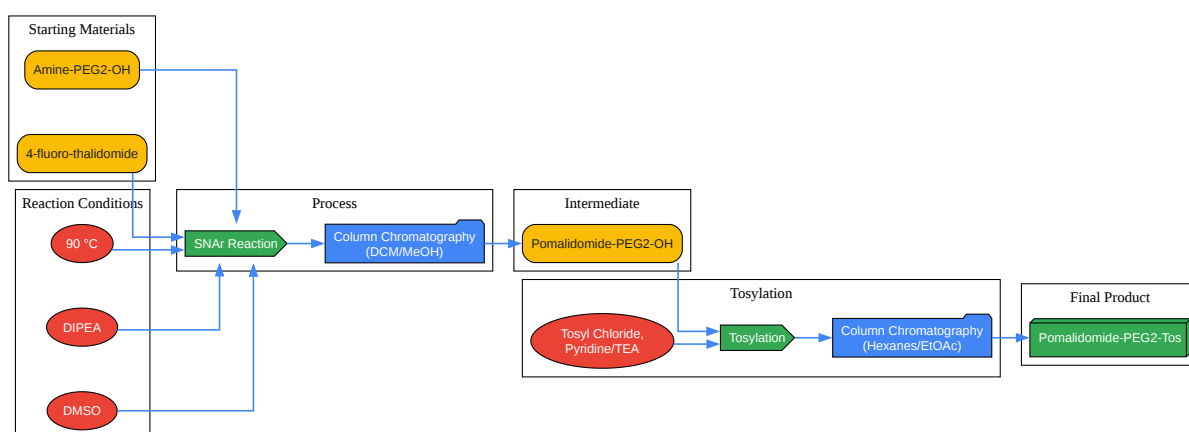 Starting Materials
Amine-PEG2-OH
4-fluoro-thalidomide
Reaction Conditions
90 °C
DIPEA
DMSO
Process
SNAr Reaction
Column Chromatography
(DCM/MeOH)
Intermediate
Pomalidomide-PEG2-OH
Tosylation
Tosyl Chloride,
Pyridine/TEA
Tosylation
Column Chromatography
(Hexanes/EtOAc)
Final Product
Pomalidomide-PEG2-Tos